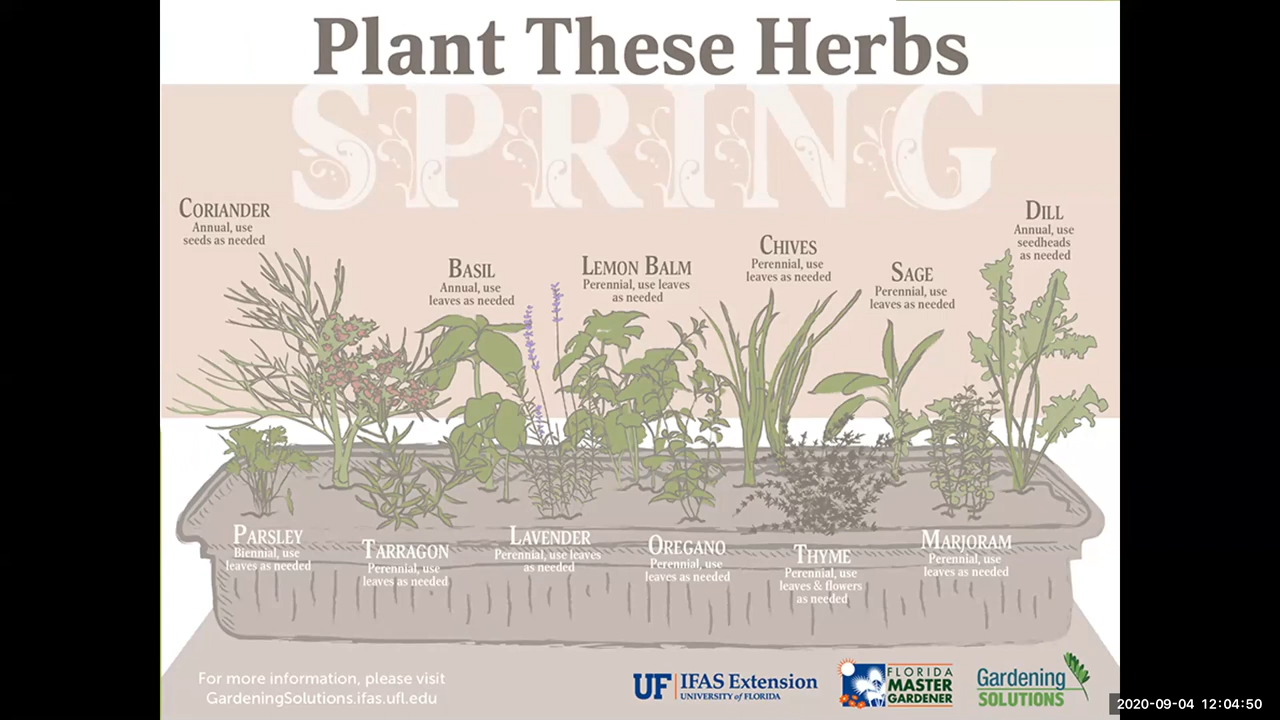 Plant These Herbs
SPRING
CORIANDER
Annual, use
seeds as needed
BASIL
Annual, use
leaves as needed
LEMON BALM
Perennial, use leaves
as needed
CHIVES
Perennial, use
leaves as needed
SAGE
Perennial, use
leaves as needed
DILL
Annual, use
seedheads
as needed
PARSLEY
Biennial, use
leaves as needed
TARRAGON
Perennial, use
leaves as needed
LAVENDER
Perennial, use leaves
as needed
OREGANO
Perennial, use
leaves as needed
THYME
Perennial, use
leaves & flowers
as needed
MARJORAM
Perennial, use
leaves as needed
For more information, please visit
GardeningSolutions.ifas.ufl.edu
UF IFAS Extension
UNIVERSITY of FLORIDA
FLORIDA
MASTER
GARDENER
Gardening
SOLUTIONS
2020-09-04 12:04:50